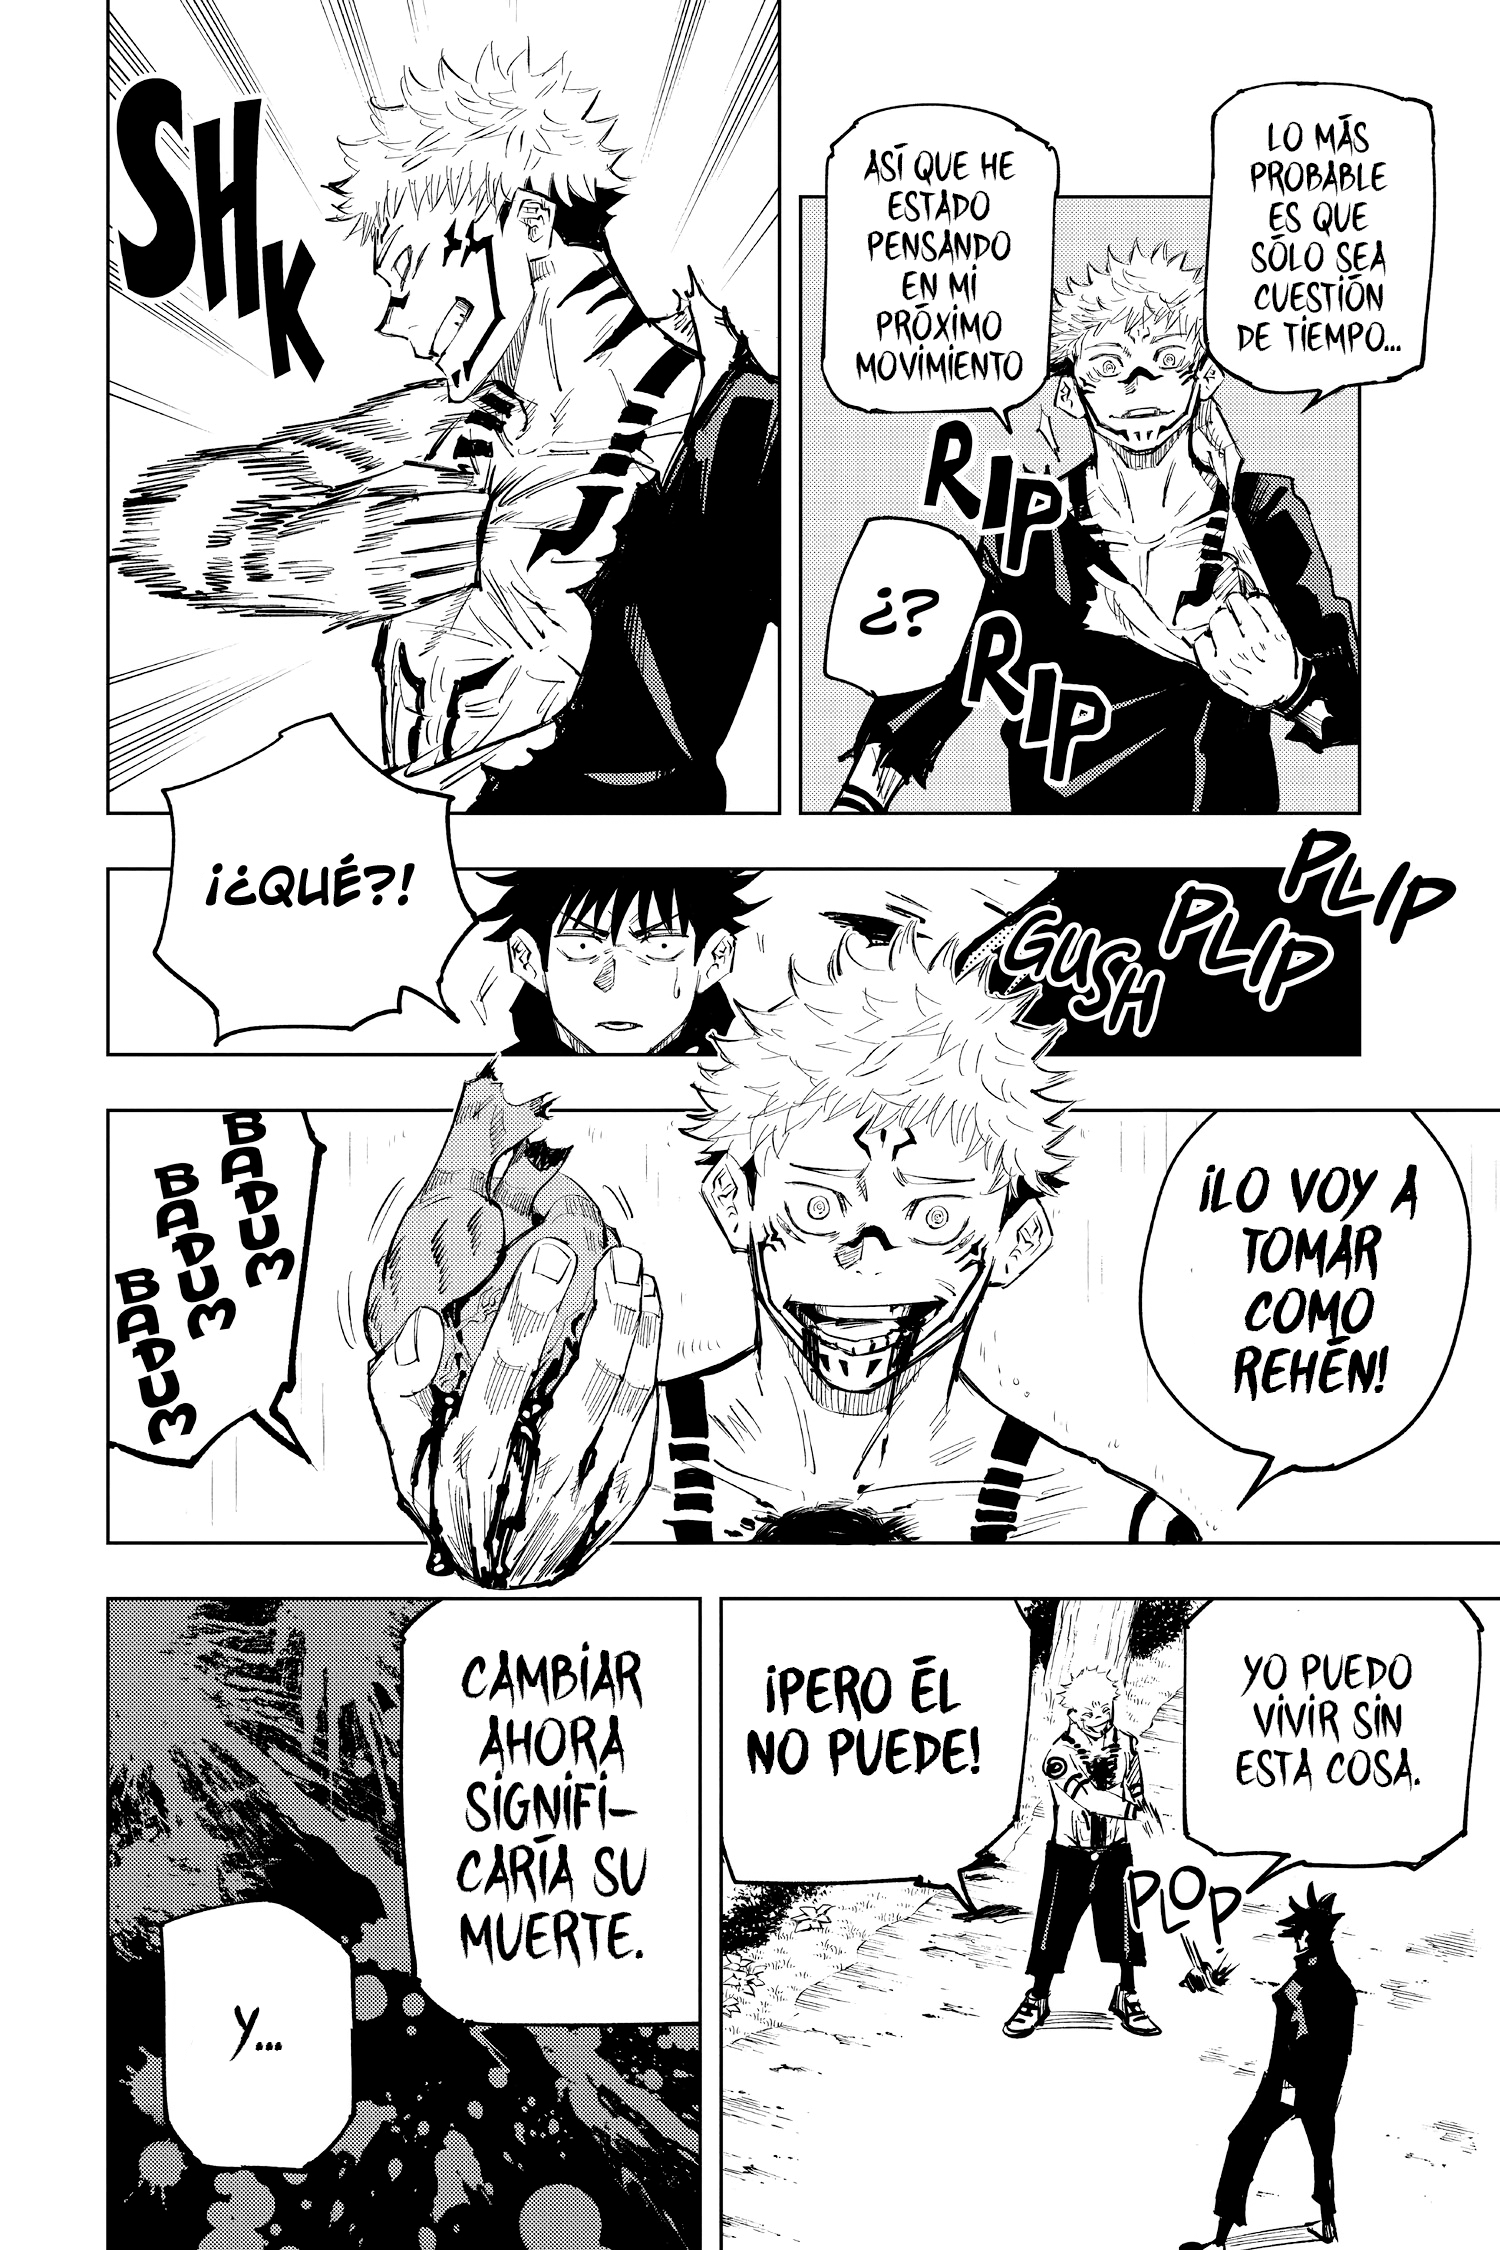 LO MÁS
PROBABLE
ES QUE
SÓLO SEA
CUESTIÓN
DE TIEMPO...
ASÍ QUE HE
ESTADO
PENSANDO
EN MI
PRÓXIMO
MOVIMIENTO
RIP
RIP
¿?
SHK
PLIP
PLIP
GUSH
¡¿QUÉ?!
¡LO VOY A
TOMAR
COMO
REHÉN!
BADUM
BADUM
BADUM
YO PUEDO
VIVIR SIN
ESTA COSA.
PLOP
¡PERO ÉL
NO PUEDE!
CAMBIAR
AHORA
SIGNIFI-
CARÍA SU
MUERTE.
Y...